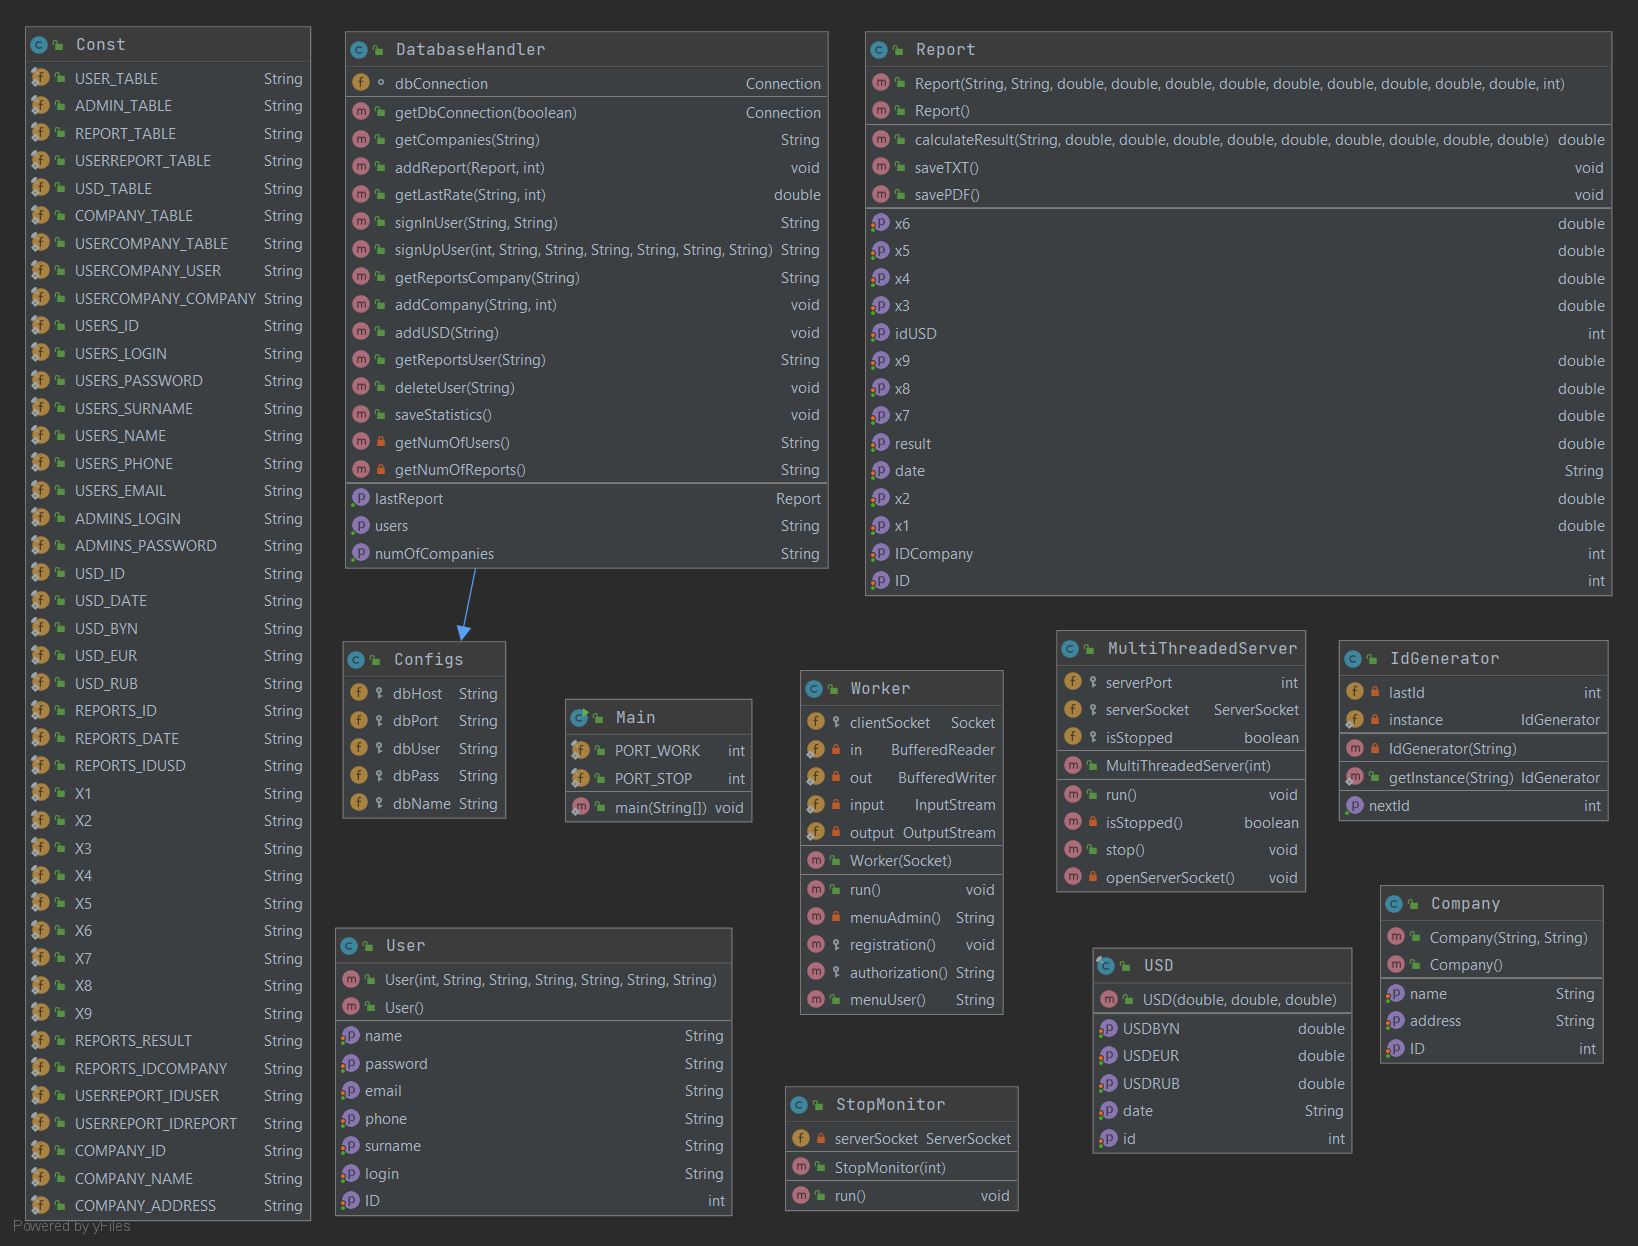 Const
USER_TABLE String
ADMIN_TABLE String
REPORT_TABLE String
USERREPORT_TABLE String
USD_TABLE String
COMPANY_TABLE String
USERCOMPANY_TABLE String
USERCOMPANY_USER String
USERCOMPANY_COMPANY String
USERS_ID String
USERS_LOGIN String
USERS_PASSWORD String
USERS_SURNAME String
USERS_NAME String
USERS_PHONE String
USERS_EMAIL String
ADMINS_LOGIN String
ADMINS_PASSWORD String
USD_ID String
USD_DATE String
USD_BYN String
USD_EUR String
USD_RUB String
REPORTS_ID String
REPORTS_DATE String
REPORTS_IDUSD String
X1 String
X2 String
X3 String
X4 String
X5 String
X6 String
X7 String
X8 String
X9 String
REPORTS_RESULT String
REPORTS_IDCOMPANY String
USERREPORT_IDUSER String
USERREPORT_IDREPORT String
COMPANY_ID String
COMPANY_NAME String
COMPANY_ADDRESS String
DatabaseHandler
dbConnection Connection
getDbConnection(boolean) Connection
getCompanies(String) String
addReport(Report, int) void
getLastRate(String, int) double
signInUser(String, String) String
signUpUser(int, String, String, String, String, String, String) String
getReportsCompany(String) String
addCompany(String, int) void
addUSD(String) void
getReportsUser(String) String
deleteUser(String) void
saveStatistics() void
getNumOfUsers() String
getNumOfReports() String
lastReport Report
users String
numOfCompanies String
Report
Report(String, String, double, double, double, double, double, double, double, double, double, double, int)
Report()
calculateResult(String, double, double, double, double, double, double, double, double, double) double
saveTXT() void
savePDF() void
x6 double
x5 double
x4 double
x3 double
idUSD int
x9 double
x8 double
x7 double
result double
date String
x2 double
x1 double
IDCompany int
ID int
Configs
dbHost String
dbPort String
dbUser String
dbPass String
dbName String
Main
PORT_WORK int
PORT_STOP int
main(String[]) void
Worker
clientSocket Socket
in BufferedReader
out BufferedWriter
input InputStream
output OutputStream
Worker(Socket)
run() void
menuAdmin() String
registration() void
authorization() String
menuUser() String
MultiThreadedServer
serverPort int
serverSocket ServerSocket
isStopped boolean
MultiThreadedServer(int)
run() void
isStopped() boolean
stop() void
openServerSocket() void
IdGenerator
lastId int
instance IdGenerator
IdGenerator(String)
getInstance(String) IdGenerator
nextId int
Company
Company(String, String)
Company()
name String
address String
ID int
User
User(int, String, String, String, String, String, String)
User()
name String
password String
email String
phone String
surname String
login String
ID int
USD
USD(double, double, double)
USDBYN double
USDEUR double
USDRUB double
date String
id int
StopMonitor
serverSocket ServerSocket
StopMonitor(int)
run() void
Powered by yFiles